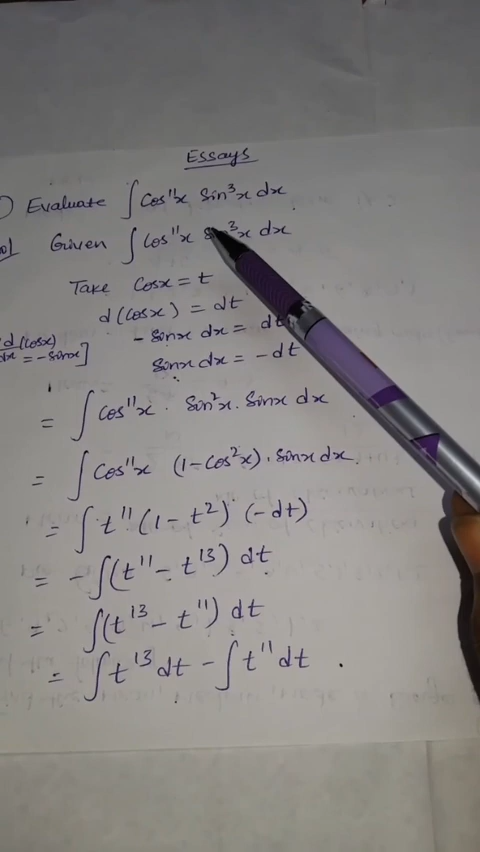 Essays
) Evaluate ∫ Cos¹¹x Sin³x dx
Given ∫ Cos¹¹x Sin³x dx
Take Cosx = t
d(Cosx) = dt
d/dx (Cosx) = -Sinx]
-Sinx dx = dt
Sinx dx = -dt
= ∫ Cos¹¹x . Sin²x . Sinx dx
= ∫ Cos¹¹x (1-Cos²x) . Sinx dx.
= ∫ t¹¹ (1-t²) (-dt)
= -∫(t¹¹ - t¹³) dt
= ∫(t¹³ - t¹¹) dt
= ∫ t¹³ dt - ∫ t¹¹ dt .